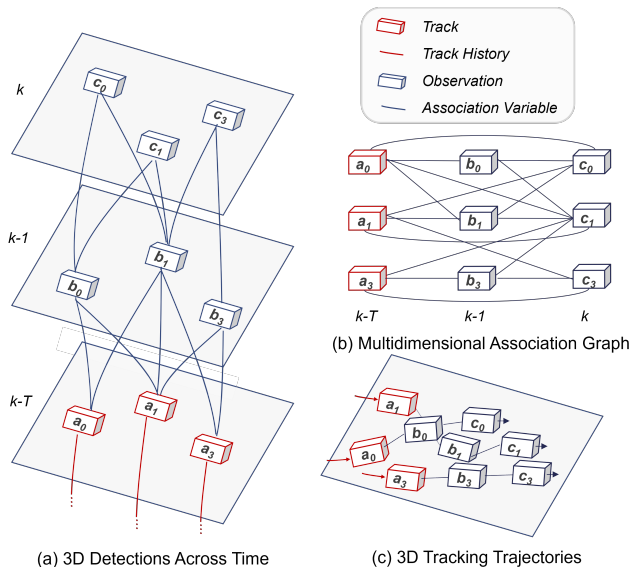 k
c0
c3
c1
k-1
b0
b1
b3
k-T
a0
a1
a3
(a) 3D Detections Across Time
Track
Track History
Observation
Association Variable
a0 b0 c0
a1 b1 c1
a3 b3 c3
k-T k-1 k
(b) Multidimensional Association Graph
a1
c0
b0
c1
a0
b1
a3
b3
c3
(c) 3D Tracking Trajectories